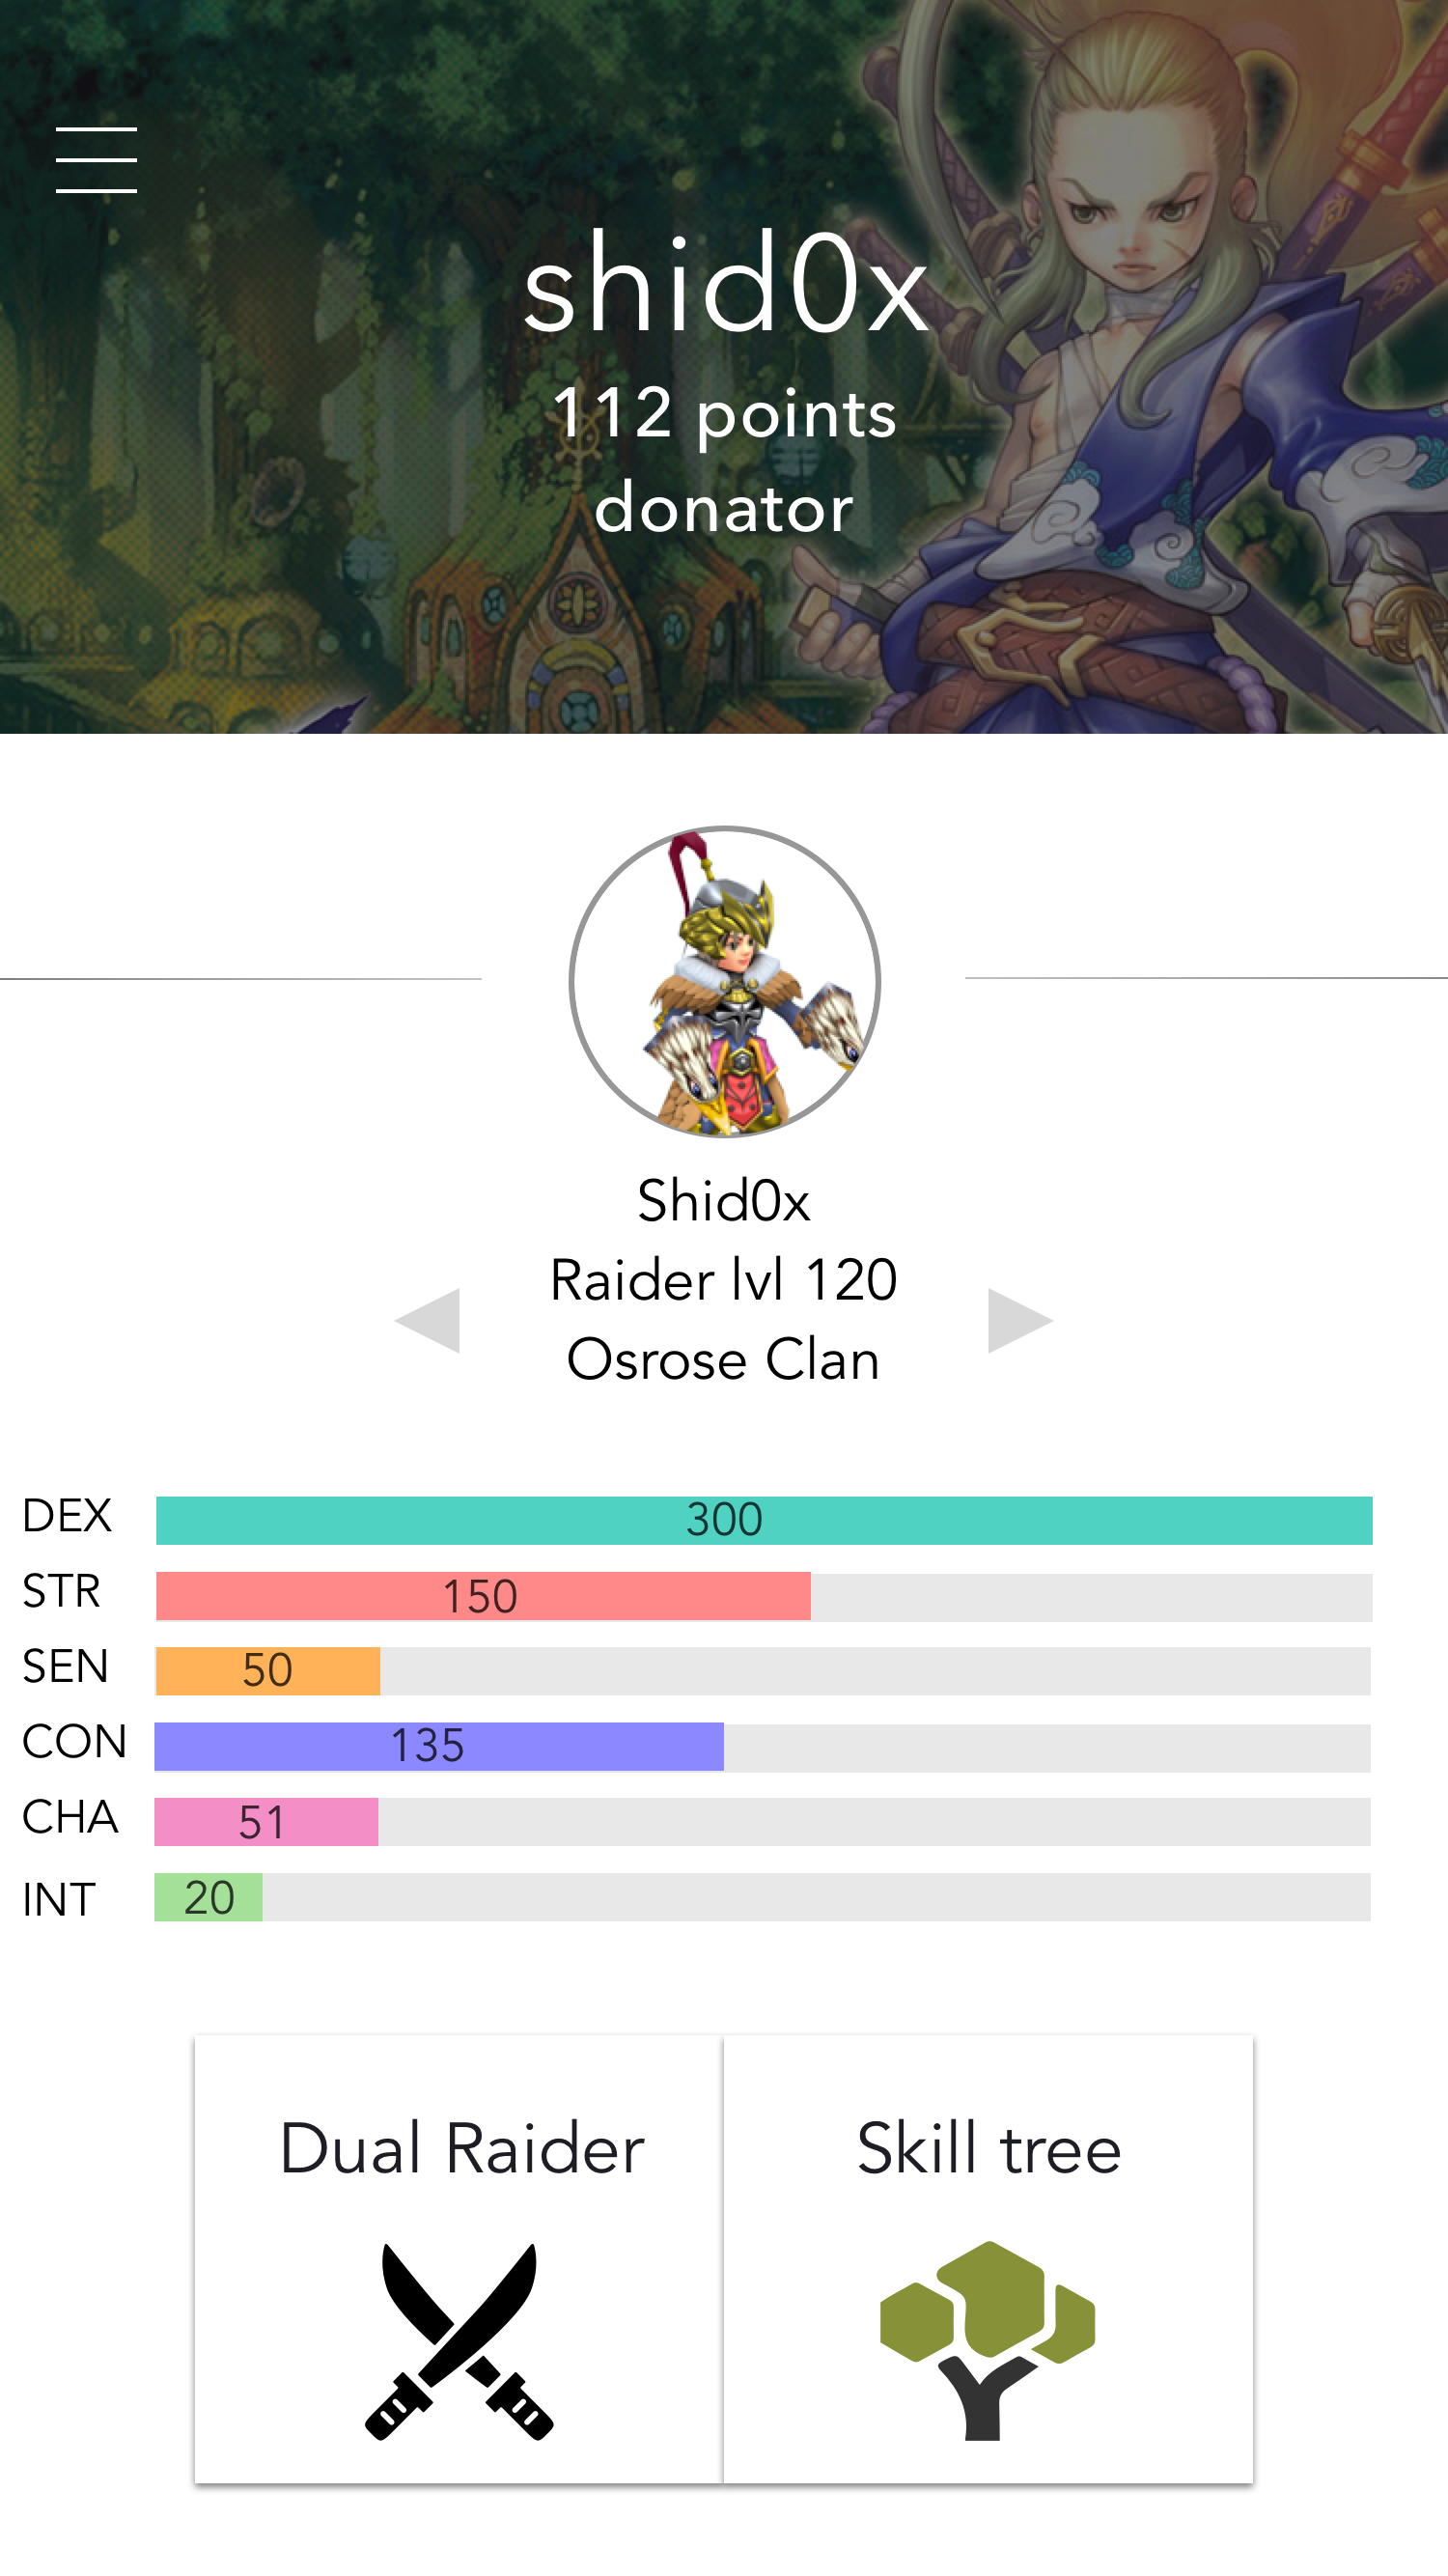 shid0x
112 points
donator
Shid0x
Raider lvl 120
Osrose Clan
DEX 300
STR 150
SEN 50
CON 135
CHA 51
INT 20
Dual Raider
Skill tree